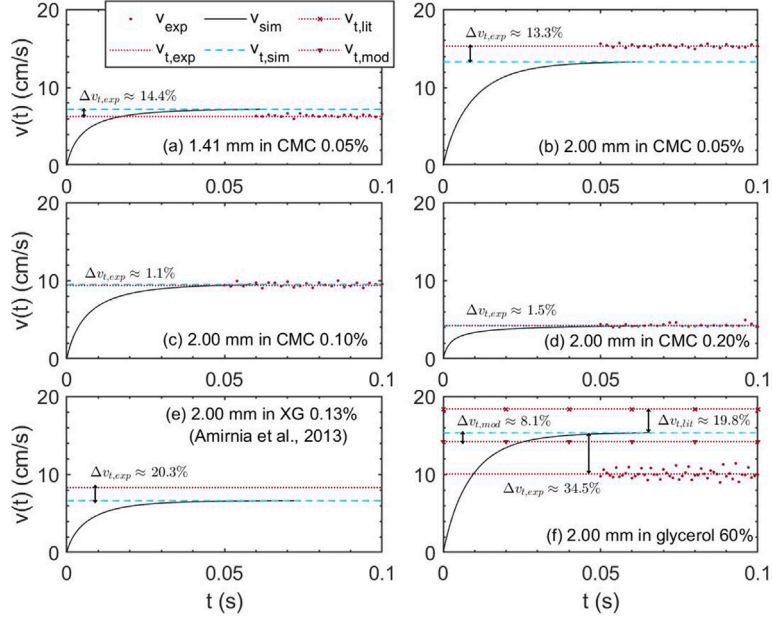 v_exp v_sim v_t,lit
v_t,exp v_t,sim v_t,mod
20
10
0
v(t) (cm/s)
Δv_t,exp ≈ 14.4%
(a) 1.41 mm in CMC 0.05%
0 0.05 0.1
20
10
0
Δv_t,exp ≈ 13.3%
(b) 2.00 mm in CMC 0.05%
0 0.05 0.1
20
10
0
v(t) (cm/s)
Δv_t,exp ≈ 1.1%
(c) 2.00 mm in CMC 0.10%
0 0.05 0.1
20
10
0
Δv_t,exp ≈ 1.5%
(d) 2.00 mm in CMC 0.20%
0 0.05 0.1
20
10
0
v(t) (cm/s)
(e) 2.00 mm in XG 0.13%
(Amirnia et al., 2013)
Δv_t,exp ≈ 20.3%
0 0.05 0.1
t (s)
20
10
0
Δv_t,mod ≈ 8.1%
Δv_t,lit ≈ 19.8%
Δv_t,exp ≈ 34.5%
(f) 2.00 mm in glycerol 60%
0 0.05 0.1
t (s)